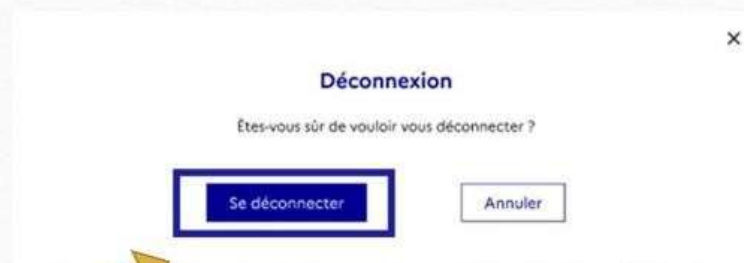 ×
Déconnexion
Êtes-vous sûr de vouloir vous déconnecter ?
Se déconnecter
Annuler